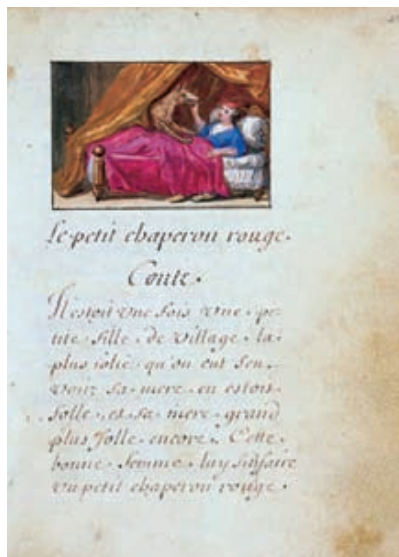 Le petit chaperon rouge.
Conte.
Il estoit une fois une pe-
tite fille de village la
plus jolie qu'on eut sceu
voir sa mere en estoit
folle, et sa mere grand
plus folle encore. Cette
bonne femme luy fit faire
un petit chaperon rouge.